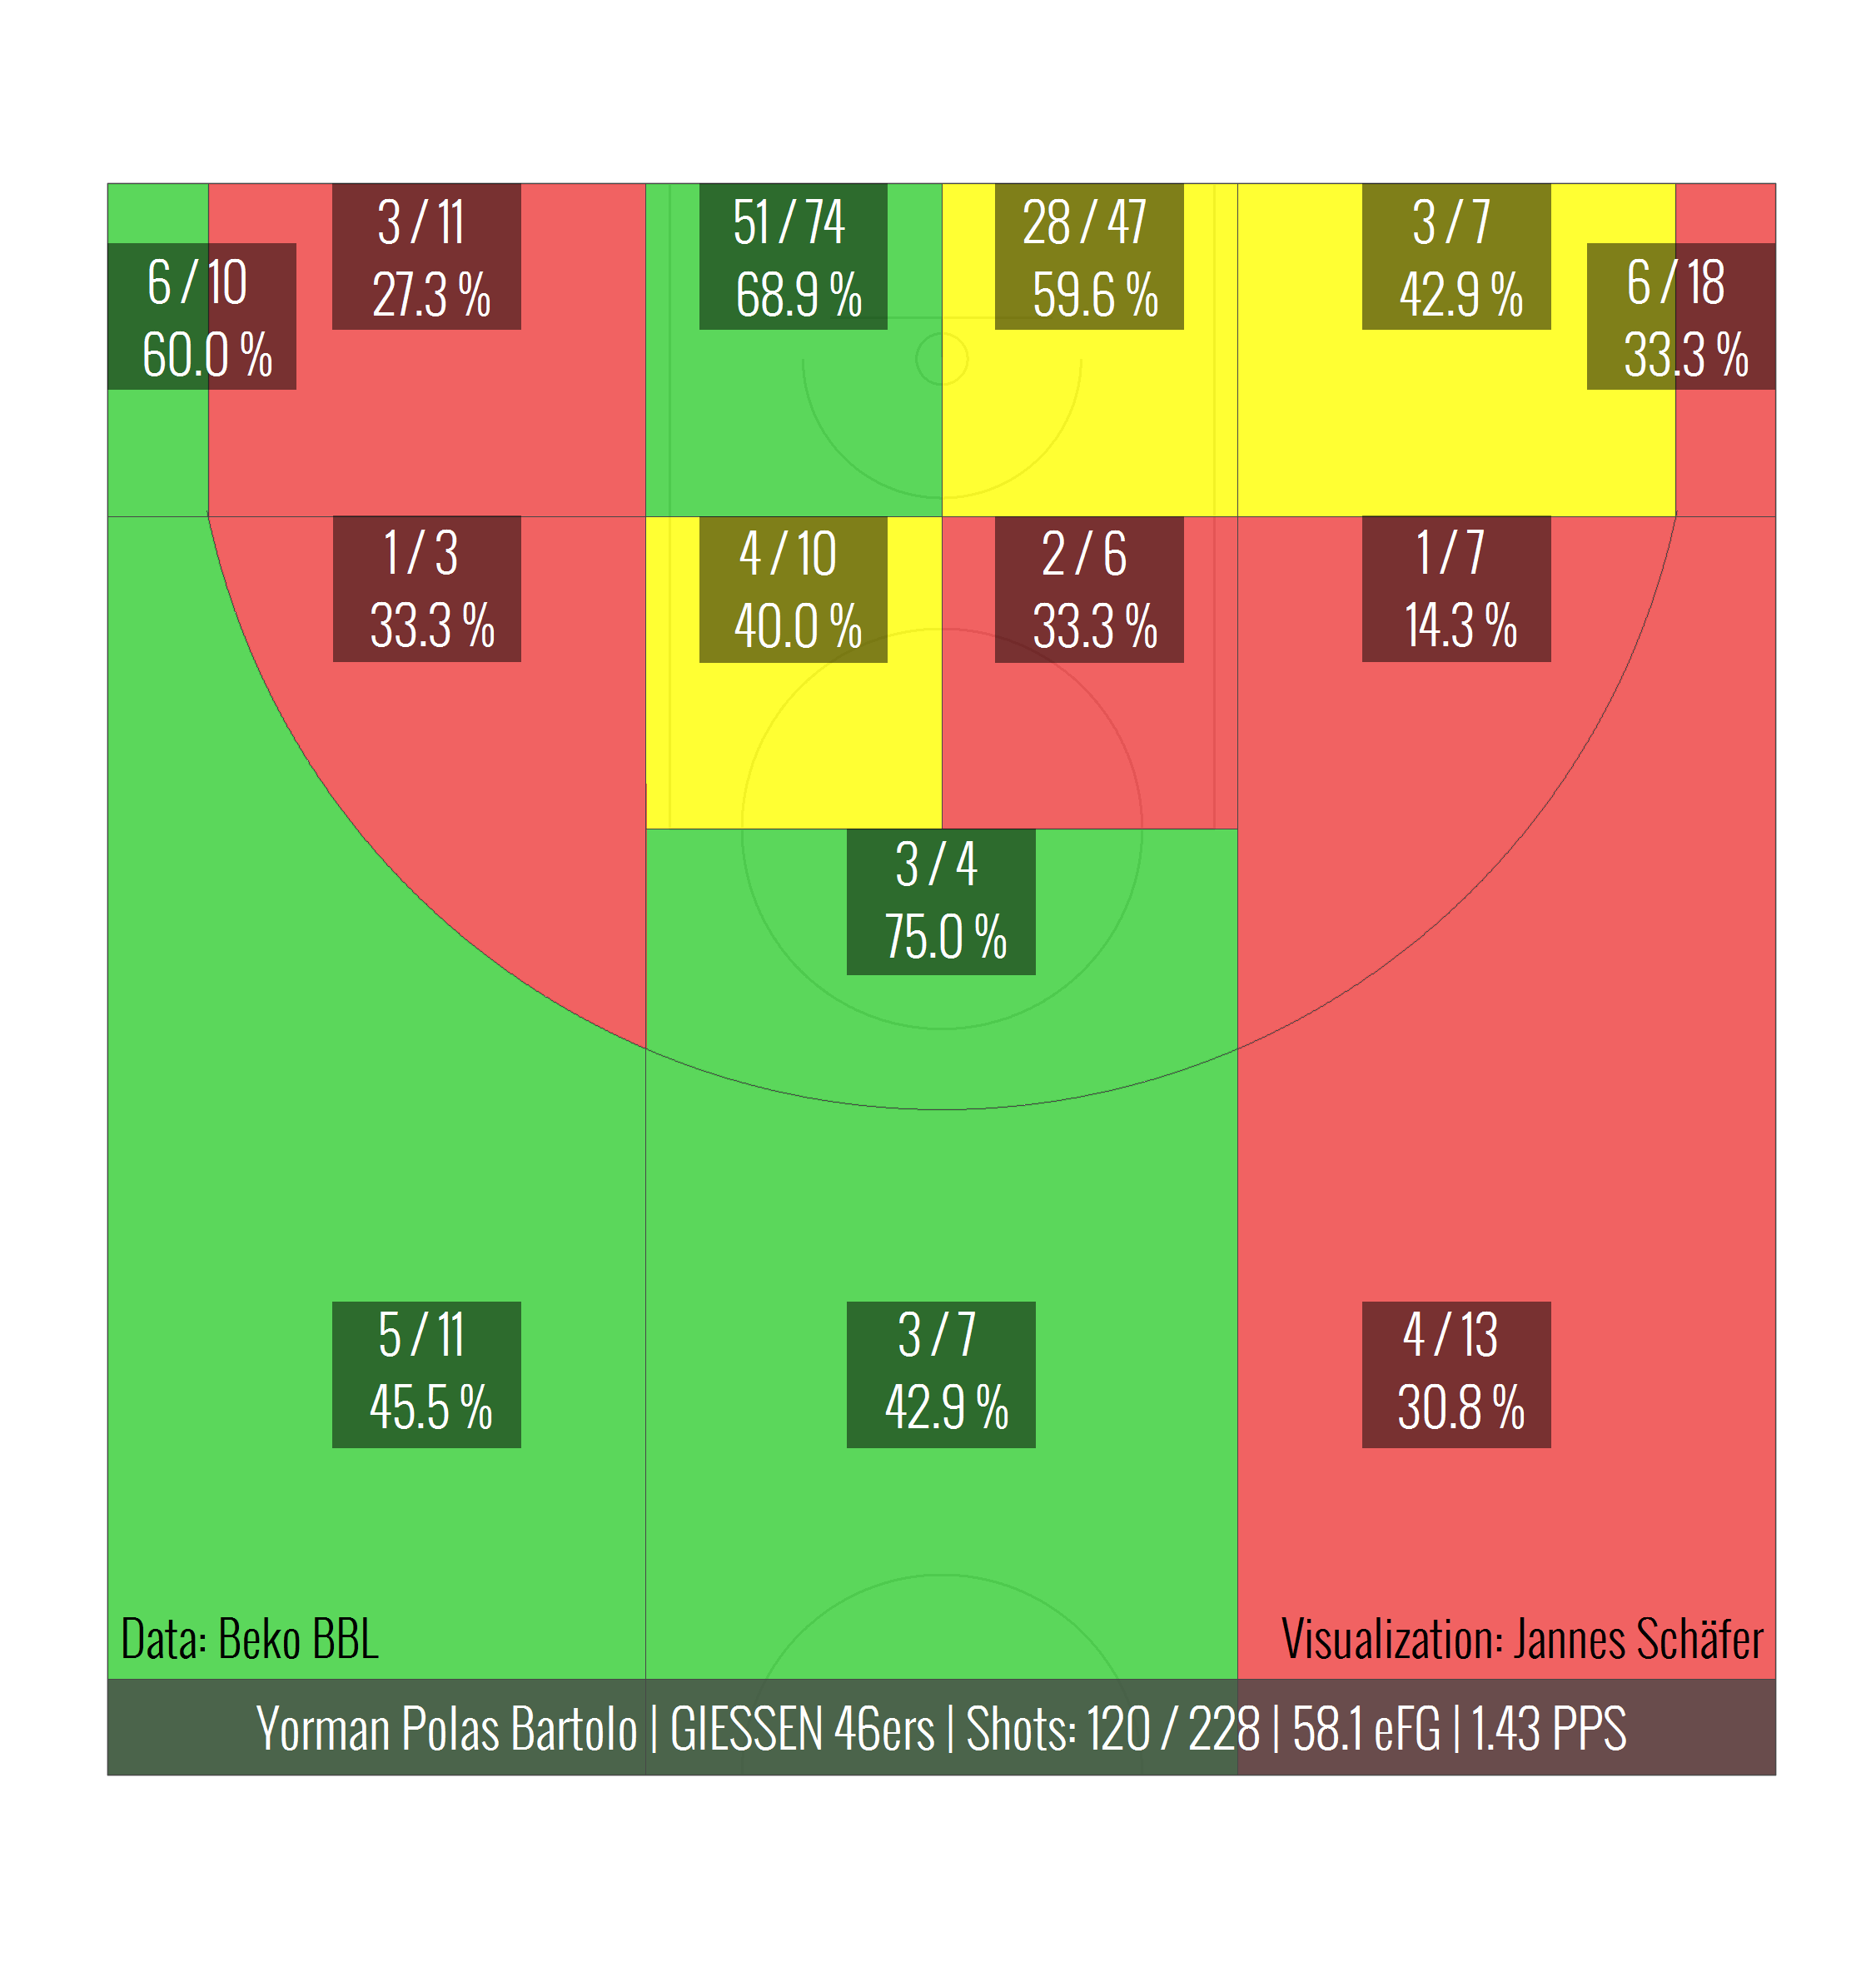 3 / 11
27.3 %
51 / 74
68.9 %
28 / 47
59.6 %
3 / 7
42.9 %
6 / 10
60.0 %
6 / 18
33.3 %
1 / 3
33.3 %
4 / 10
40.0 %
2 / 6
33.3 %
1 / 7
14.3 %
3 / 4
75.0 %
5 / 11
45.5 %
3 / 7
42.9 %
4 / 13
30.8 %
Data: Beko BBL
Visualization: Jannes Schäfer
Yorman Polas Bartolo | GIESSEN 46ers | Shots: 120 / 228 | 58.1 eFG | 1.43 PPS